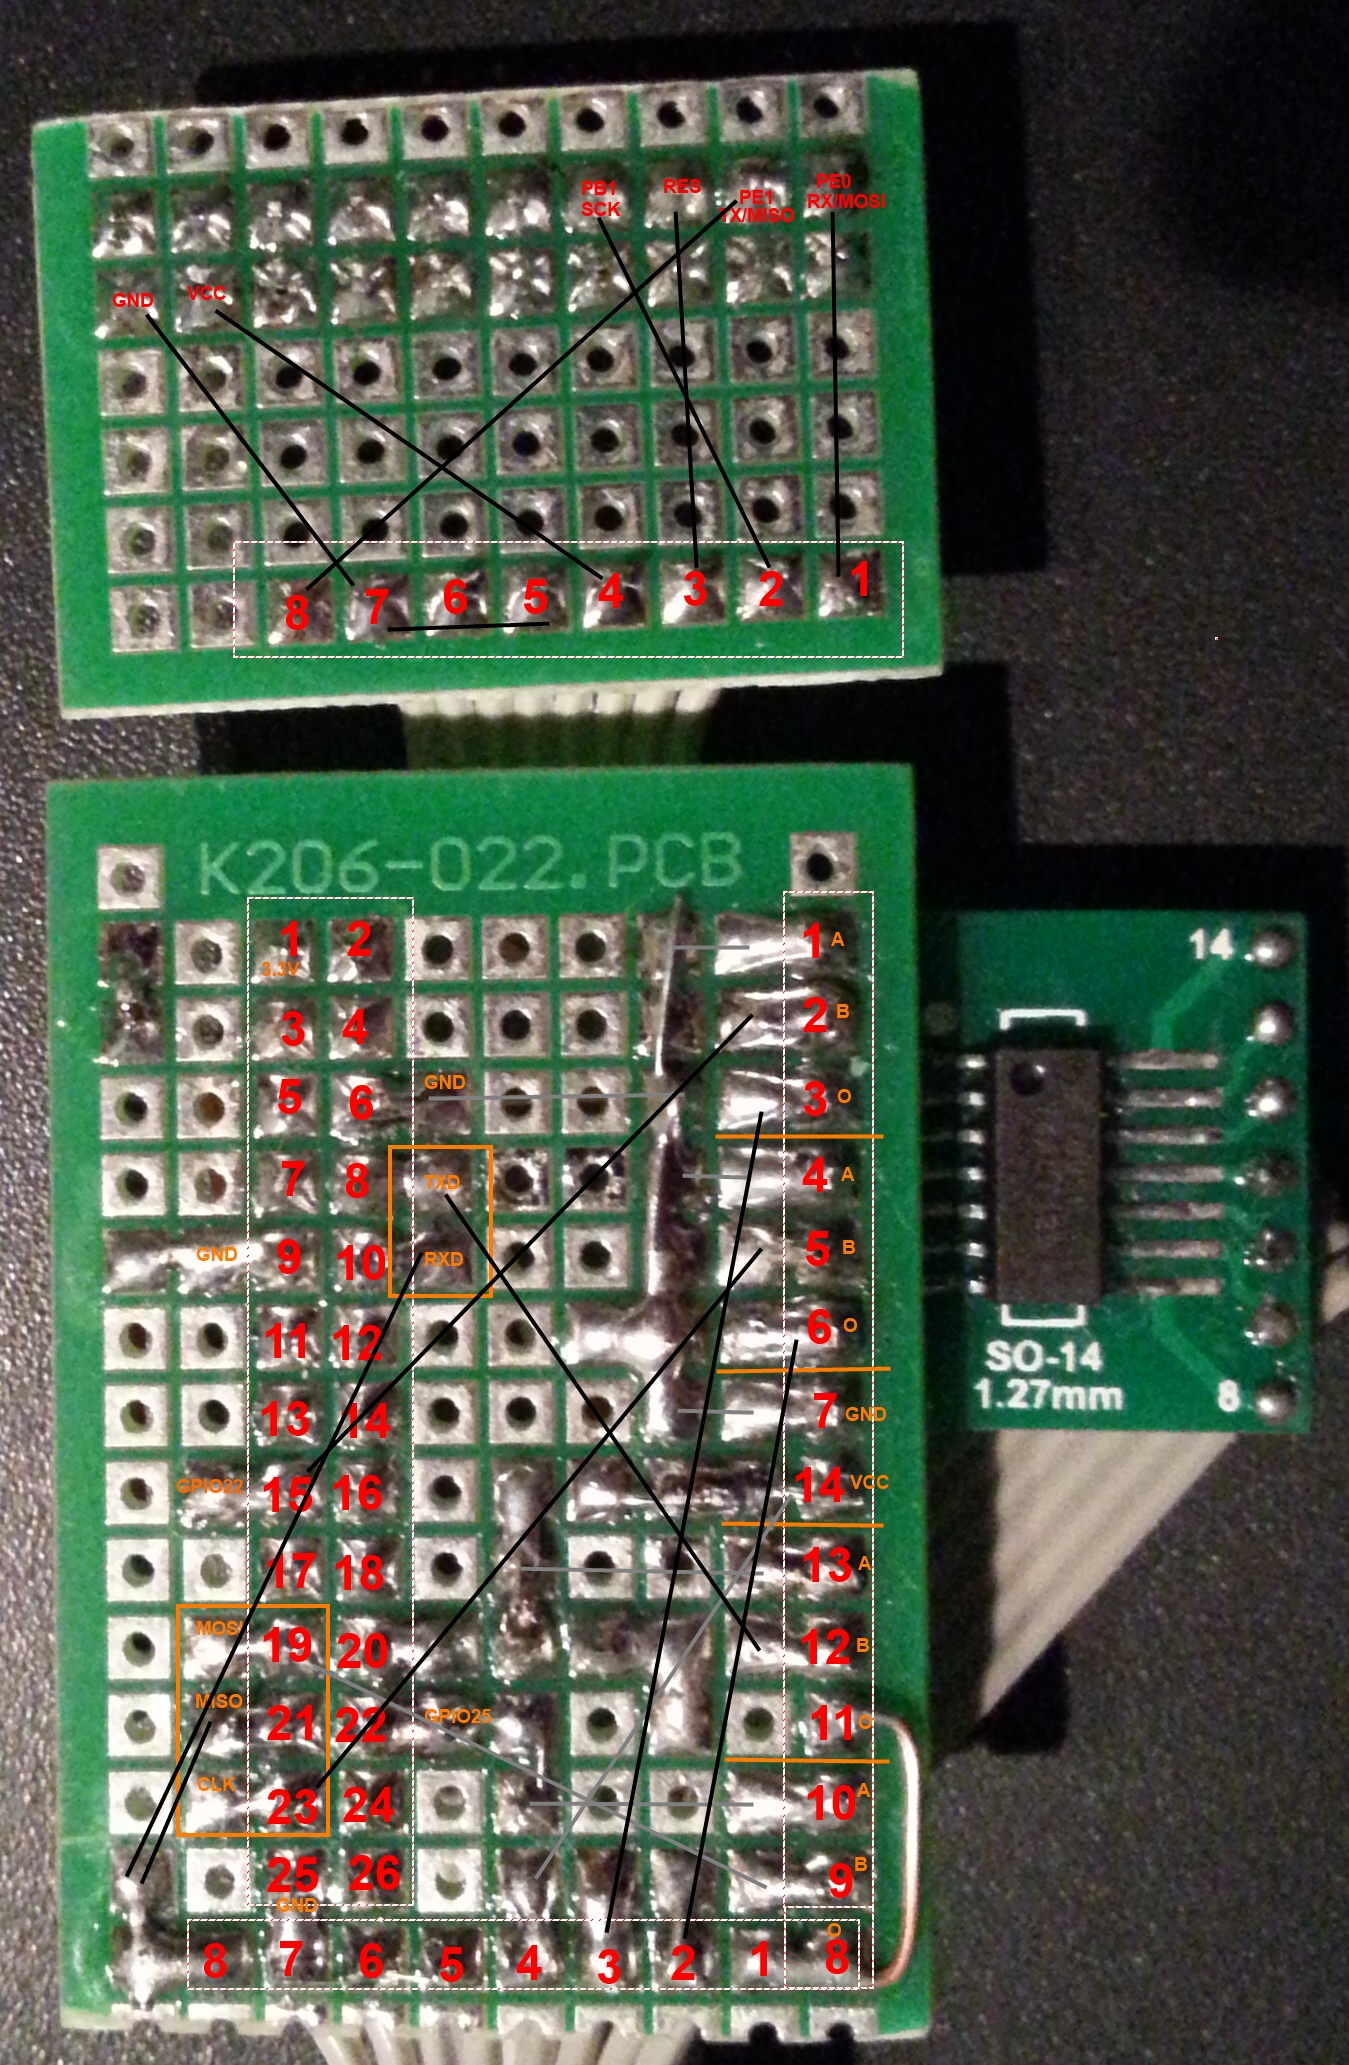 PB1
SCK
RES
PE1
TX/MISO
PE0
RX/MOSI
GND
VCC
8 7 6 5 4 3 2 1
K206-022.PCB
1 2
3.3V
3 4
5 6 GND
7 8 TXD
GND 9 10 RXD
11 12
13 14
GPIO22 15 16
17 18
MOSI 19 20
MISO 21 22 GPIO25
CLK 23 24
25 26
GND
1 A
2 B
3 O
4 A
5 B
6 O
7 GND
14 VCC
13 A
12 B
11 O
10 A
9 B
O
8 7 6 5 4 3 2 1 8
14
SO-14
1.27mm
8